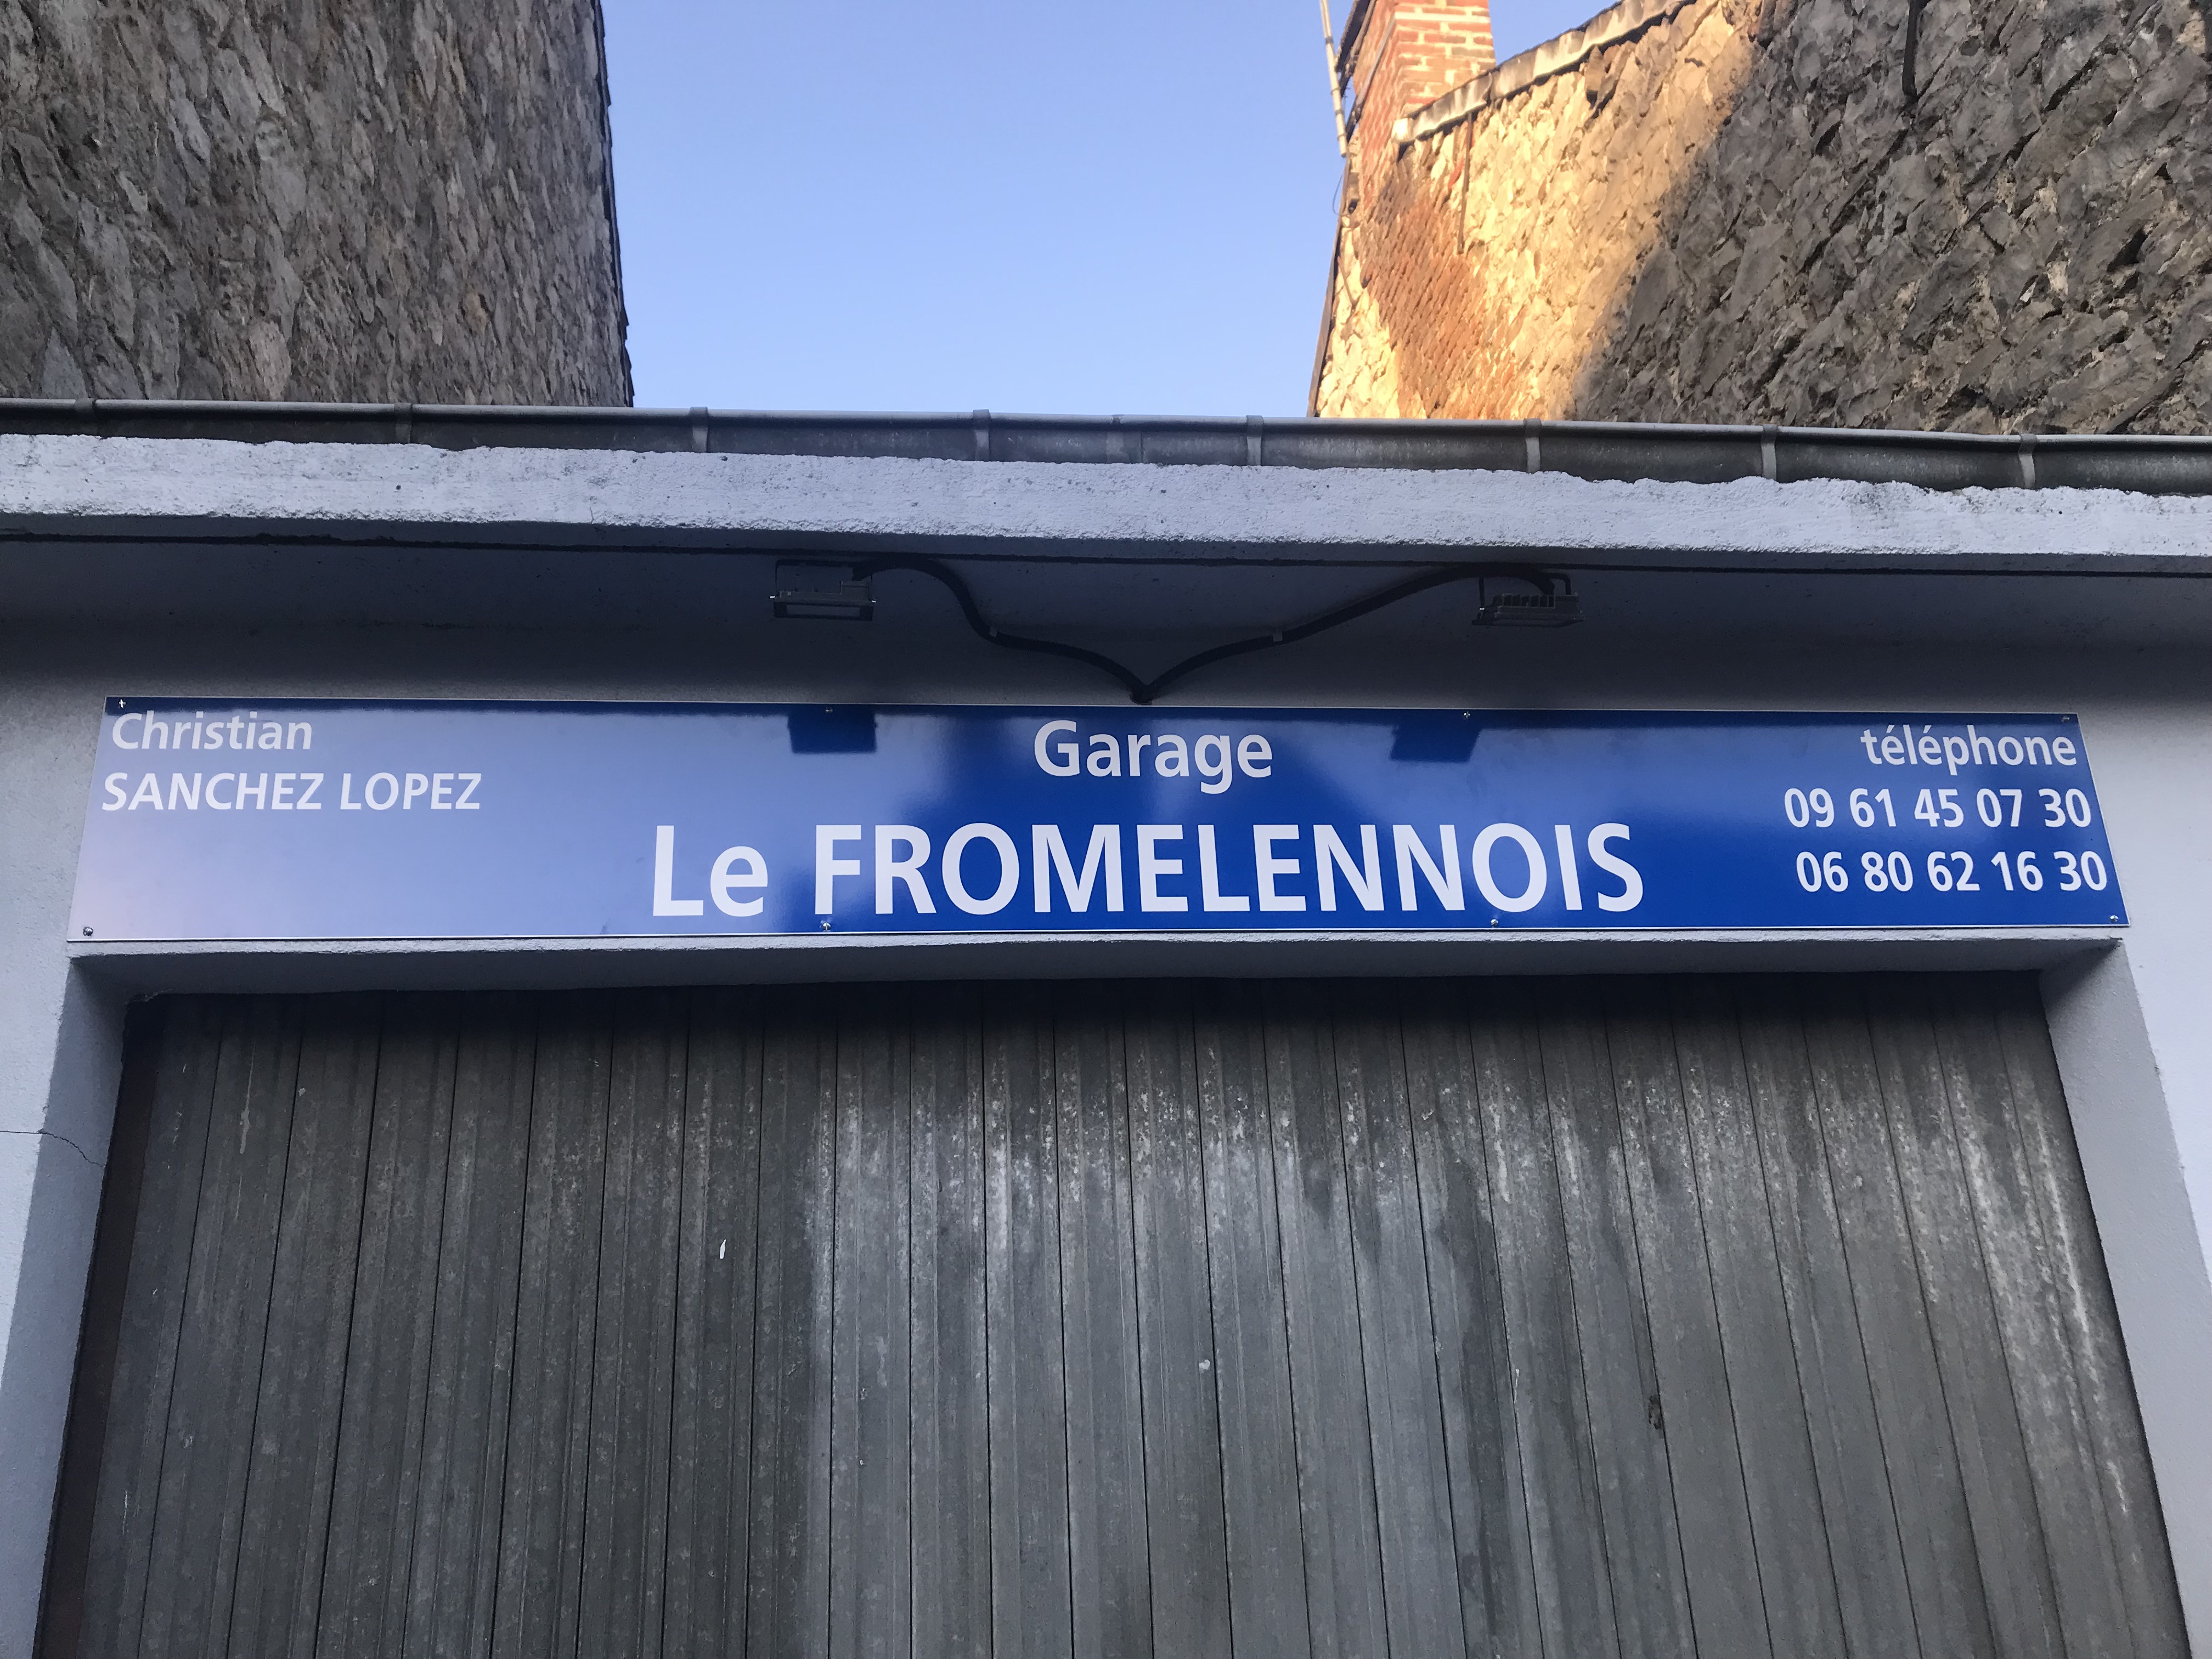 Christian
SANCHEZ LOPEZ
Garage
Le FROMELENNOIS
téléphone
09 61 45 07 30
06 80 62 16 30